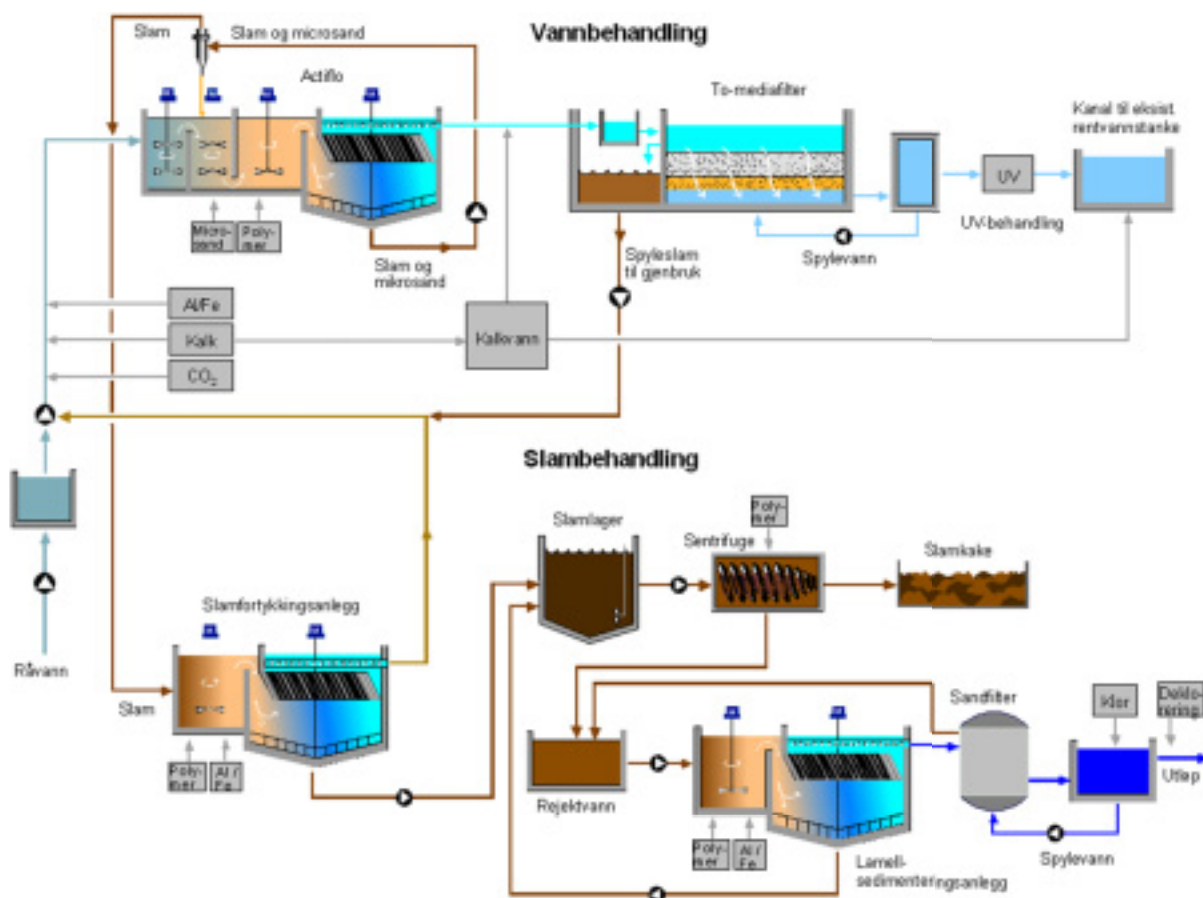 Slam
Slam og microsand
Vannbehandling
Actiflo
To-mediafilter
Kanal til eksist.
rentvannstanke
UV
UV-behandling
Micro-
sand
Poly-
mer
Slam og
mikrosand
Spyleslam
til gjenbruk
Spylevann
Al/Fe
Kalk
CO₂
Kalkvann
Slambehandling
Slamlager
Poly-
mer
Sentrifuge
Slamkake
Slamfortykkingsanlegg
Råvann
Slam
Poly-
mer
Al /
Fe
Rejektvann
Poly-
mer
Al /
Fe
Lamell-
sedimenteringsanlegg
Sandfilter
Klor
Deklo-
rering
Utløp
Spylevann